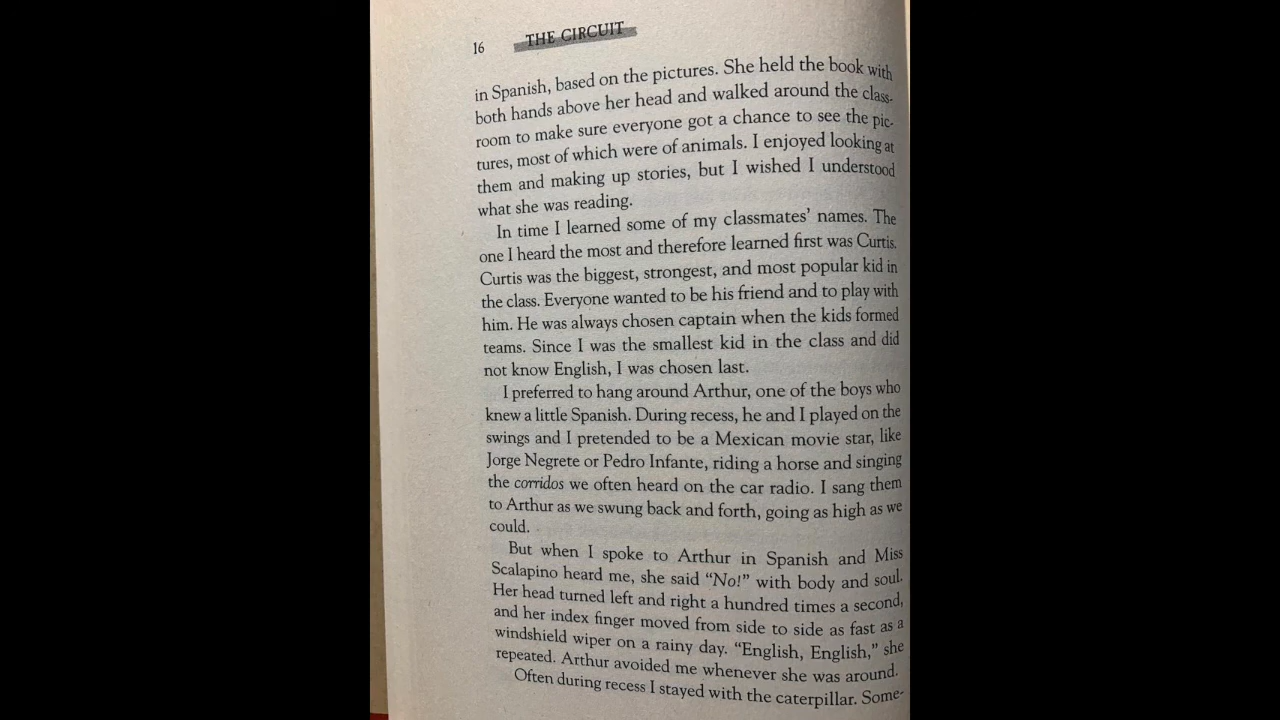 16 THE CIRCUIT
in Spanish, based on the pictures. She held the book with
both hands above her head and walked around the class-
room to make sure everyone got a chance to see the pic-
tures, most of which were of animals. I enjoyed looking at
them and making up stories, but I wished I understood
what she was reading.
In time I learned some of my classmates' names. The
one I heard the most and therefore learned first was Curtis.
Curtis was the biggest, strongest, and most popular kid in
the class. Everyone wanted to be his friend and to play with
him. He was always chosen captain when the kids formed
teams. Since I was the smallest kid in the class and did
not know English, I was chosen last.
I preferred to hang around Arthur, one of the boys who
knew a little Spanish. During recess, he and I played on the
swings and I pretended to be a Mexican movie star, like
Jorge Negrete or Pedro Infante, riding a horse and singing
the corridos we often heard on the car radio. I sang them
to Arthur as we swung back and forth, going as high as we
could.
But when I spoke to Arthur in Spanish and Miss
Scalapino heard me, she said “No!” with body and soul.
Her head turned left and right a hundred times a second,
and her index finger moved from side to side as fast as a
windshield wiper on a rainy day. “English, English,” she
repeated. Arthur avoided me whenever she was around.
Often during recess I stayed with the caterpillar. Some-